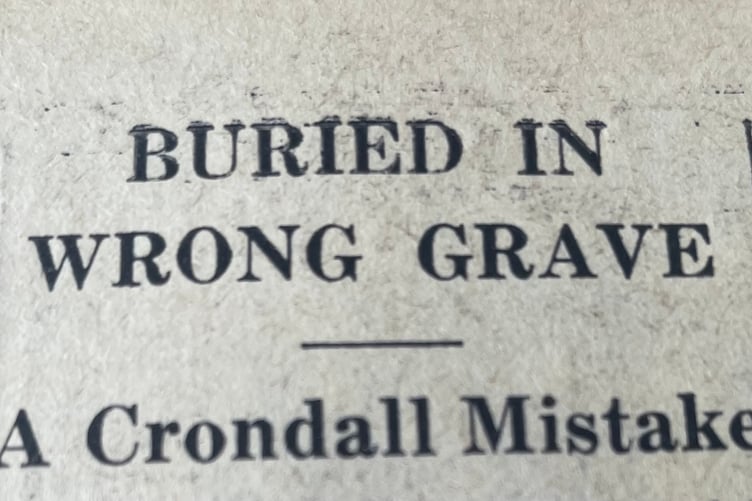 BURIED IN
WRONG GRAVE
A Crondall Mistake